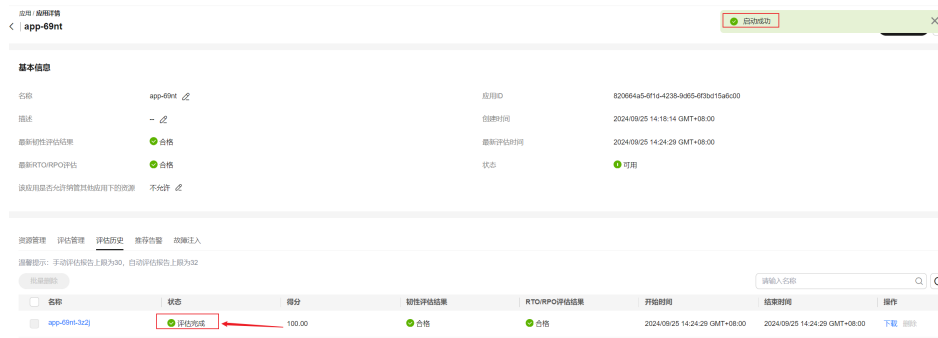 应用 / 应用详情
app-69nt
启动成功
基本信息
名称 app-69nt 应用ID 820664a5-6f1d-4238-9d65-6f3bd15a6c00
描述 -- 创建时间 2024/09/25 14:18:14 GMT+08:00
最新韧性评估结果 合格 最新评估时间 2024/09/25 14:24:29 GMT+08:00
最新RTO/RPO评估 合格 状态 可用
该应用是否允许纳管其他应用下的资源 不允许
资源管理 评估管理 评估历史 推荐告警 故障注入
温馨提示：手动评估报告上限为30，自动评估报告上限为32
批量删除 请输入名称
名称 状态 得分 韧性评估结果 RTO/RPO评估结果 开始时间 结束时间 操作
app-69nt-3z2j 评估完成 100.00 合格 合格 2024/09/25 14:24:29 GMT+08:00 2024/09/25 14:24:29 GMT+08:00 下载 删除